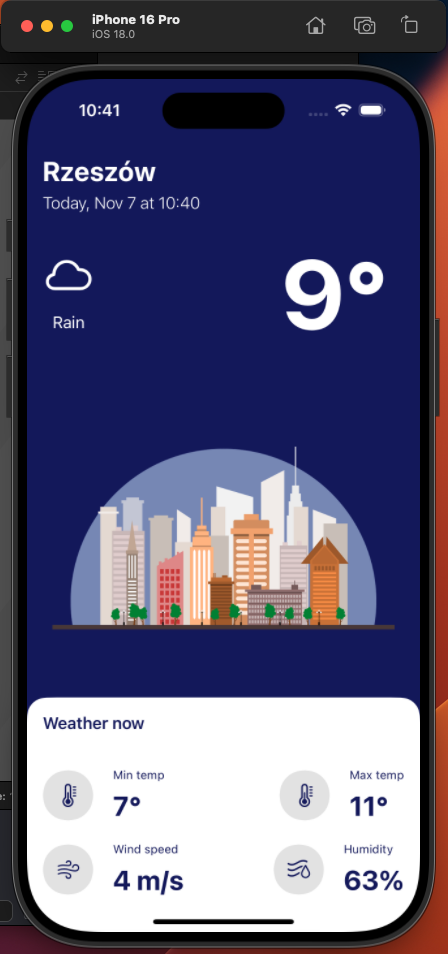 iPhone 16 Pro
iOS 18.0
10:41
Rzeszów
Today, Nov 7 at 10:40
9°
Rain
Weather now
Min temp
7°
Max temp
11°
Wind speed
4 m/s
Humidity
63%